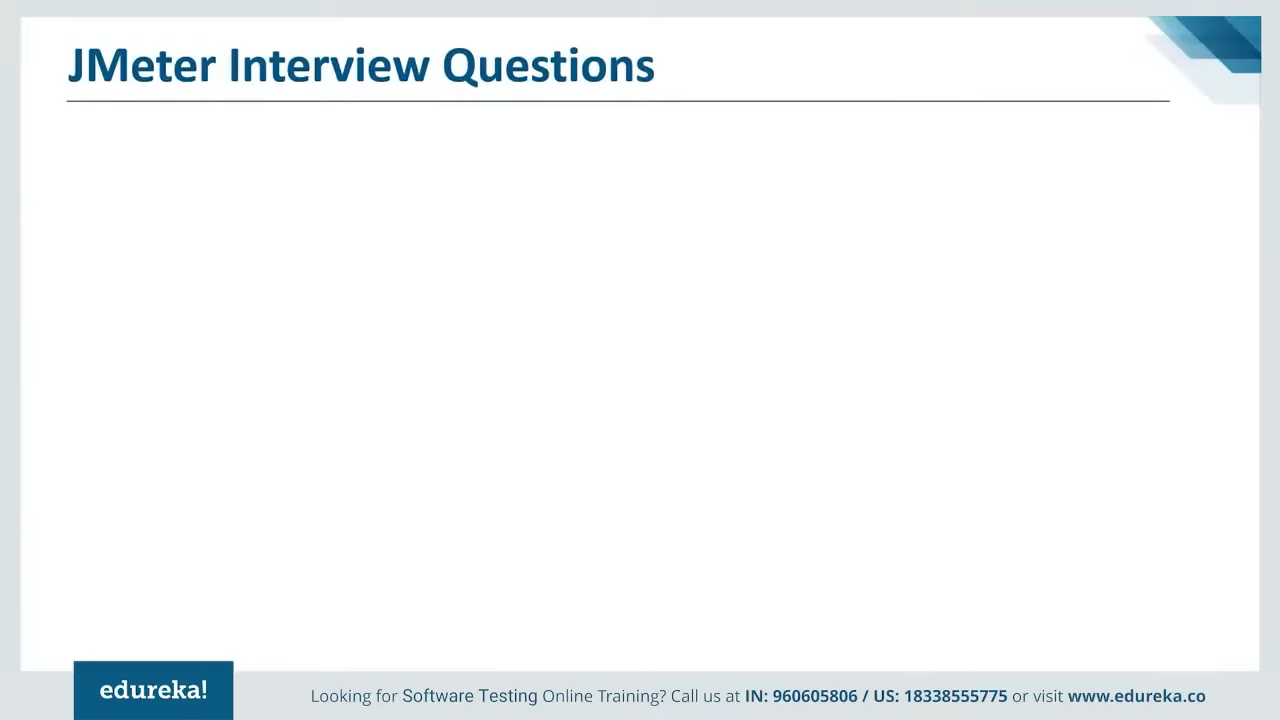 JMeter Interview Questions
edureka!
Looking for Software Testing Online Training? Call us at IN: 960605806 / US: 18338555775 or visit www.edureka.co